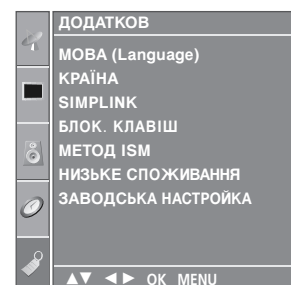 ДОДАТКОВ
МОВА (Language)
КРАЇНА
SIMPLINK
БЛОК. КЛАВІШ
МЕТОД ISM
НИЗЬКЕ СПОЖИВАННЯ
ЗАВОДСЬКА НАСТРОЙКА
▲▼ ◄► OK MENU